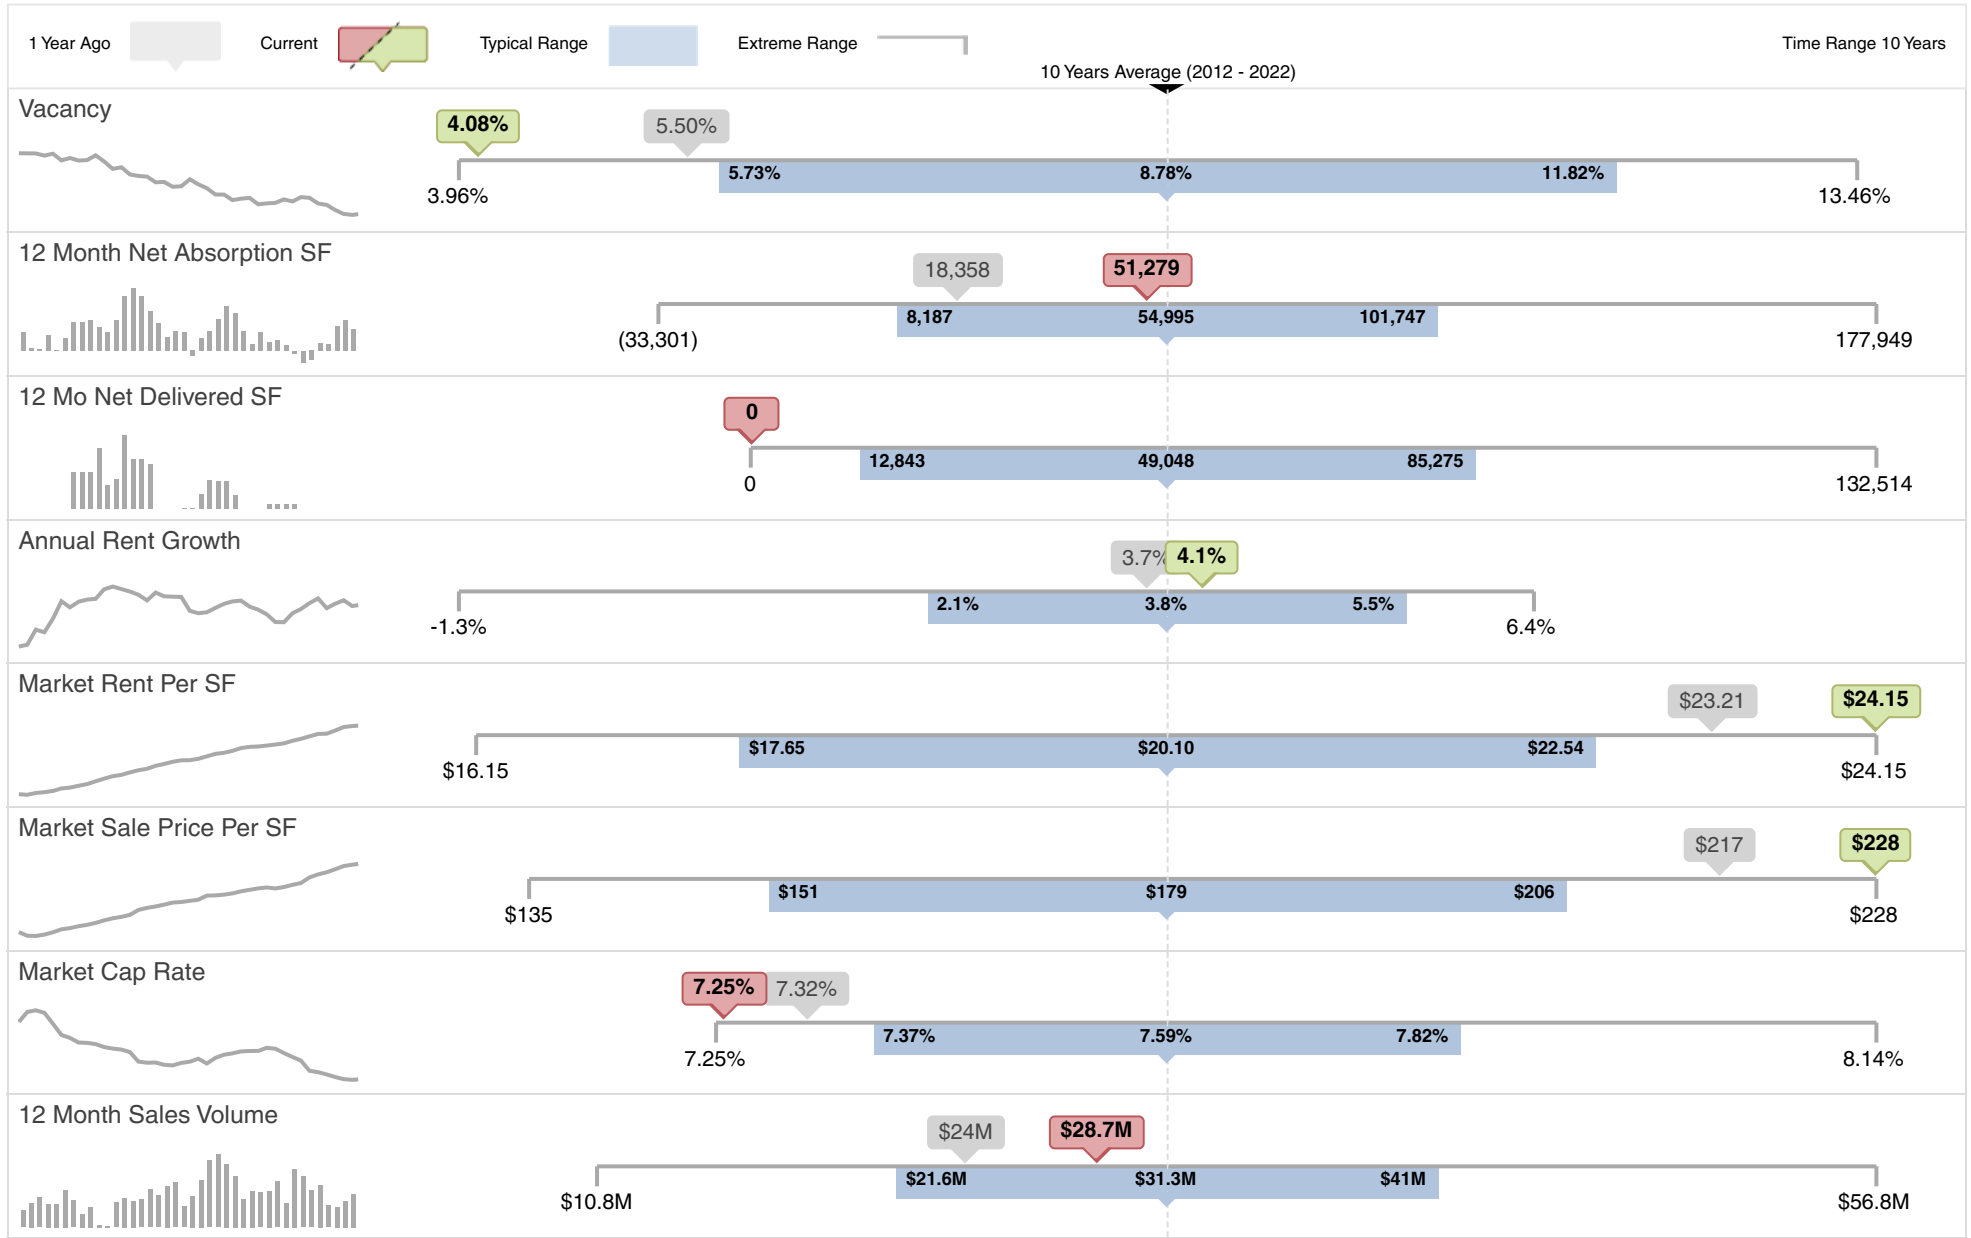 1 Year Ago
Current
Typical Range
Extreme Range
Time Range 10 Years
10 Years Average (2012 - 2022)
Vacancy
4.08%
5.50%
5.73%
8.78%
11.82%
3.96%
13.46%
12 Month Net Absorption SF
18,358
51,279
8,187
54,995
101,747
(33,301)
177,949
12 Mo Net Delivered SF
0
12,843
49,048
85,275
0
132,514
Annual Rent Growth
3.7%
4.1%
2.1%
3.8%
5.5%
-1.3%
6.4%
Market Rent Per SF
$23.21
$24.15
$17.65
$20.10
$22.54
$16.15
$24.15
Market Sale Price Per SF
$217
$228
$151
$179
$206
$135
$228
Market Cap Rate
7.25%
7.32%
7.37%
7.59%
7.82%
7.25%
8.14%
12 Month Sales Volume
$24M
$28.7M
$21.6M
$31.3M
$41M
$10.8M
$56.8M